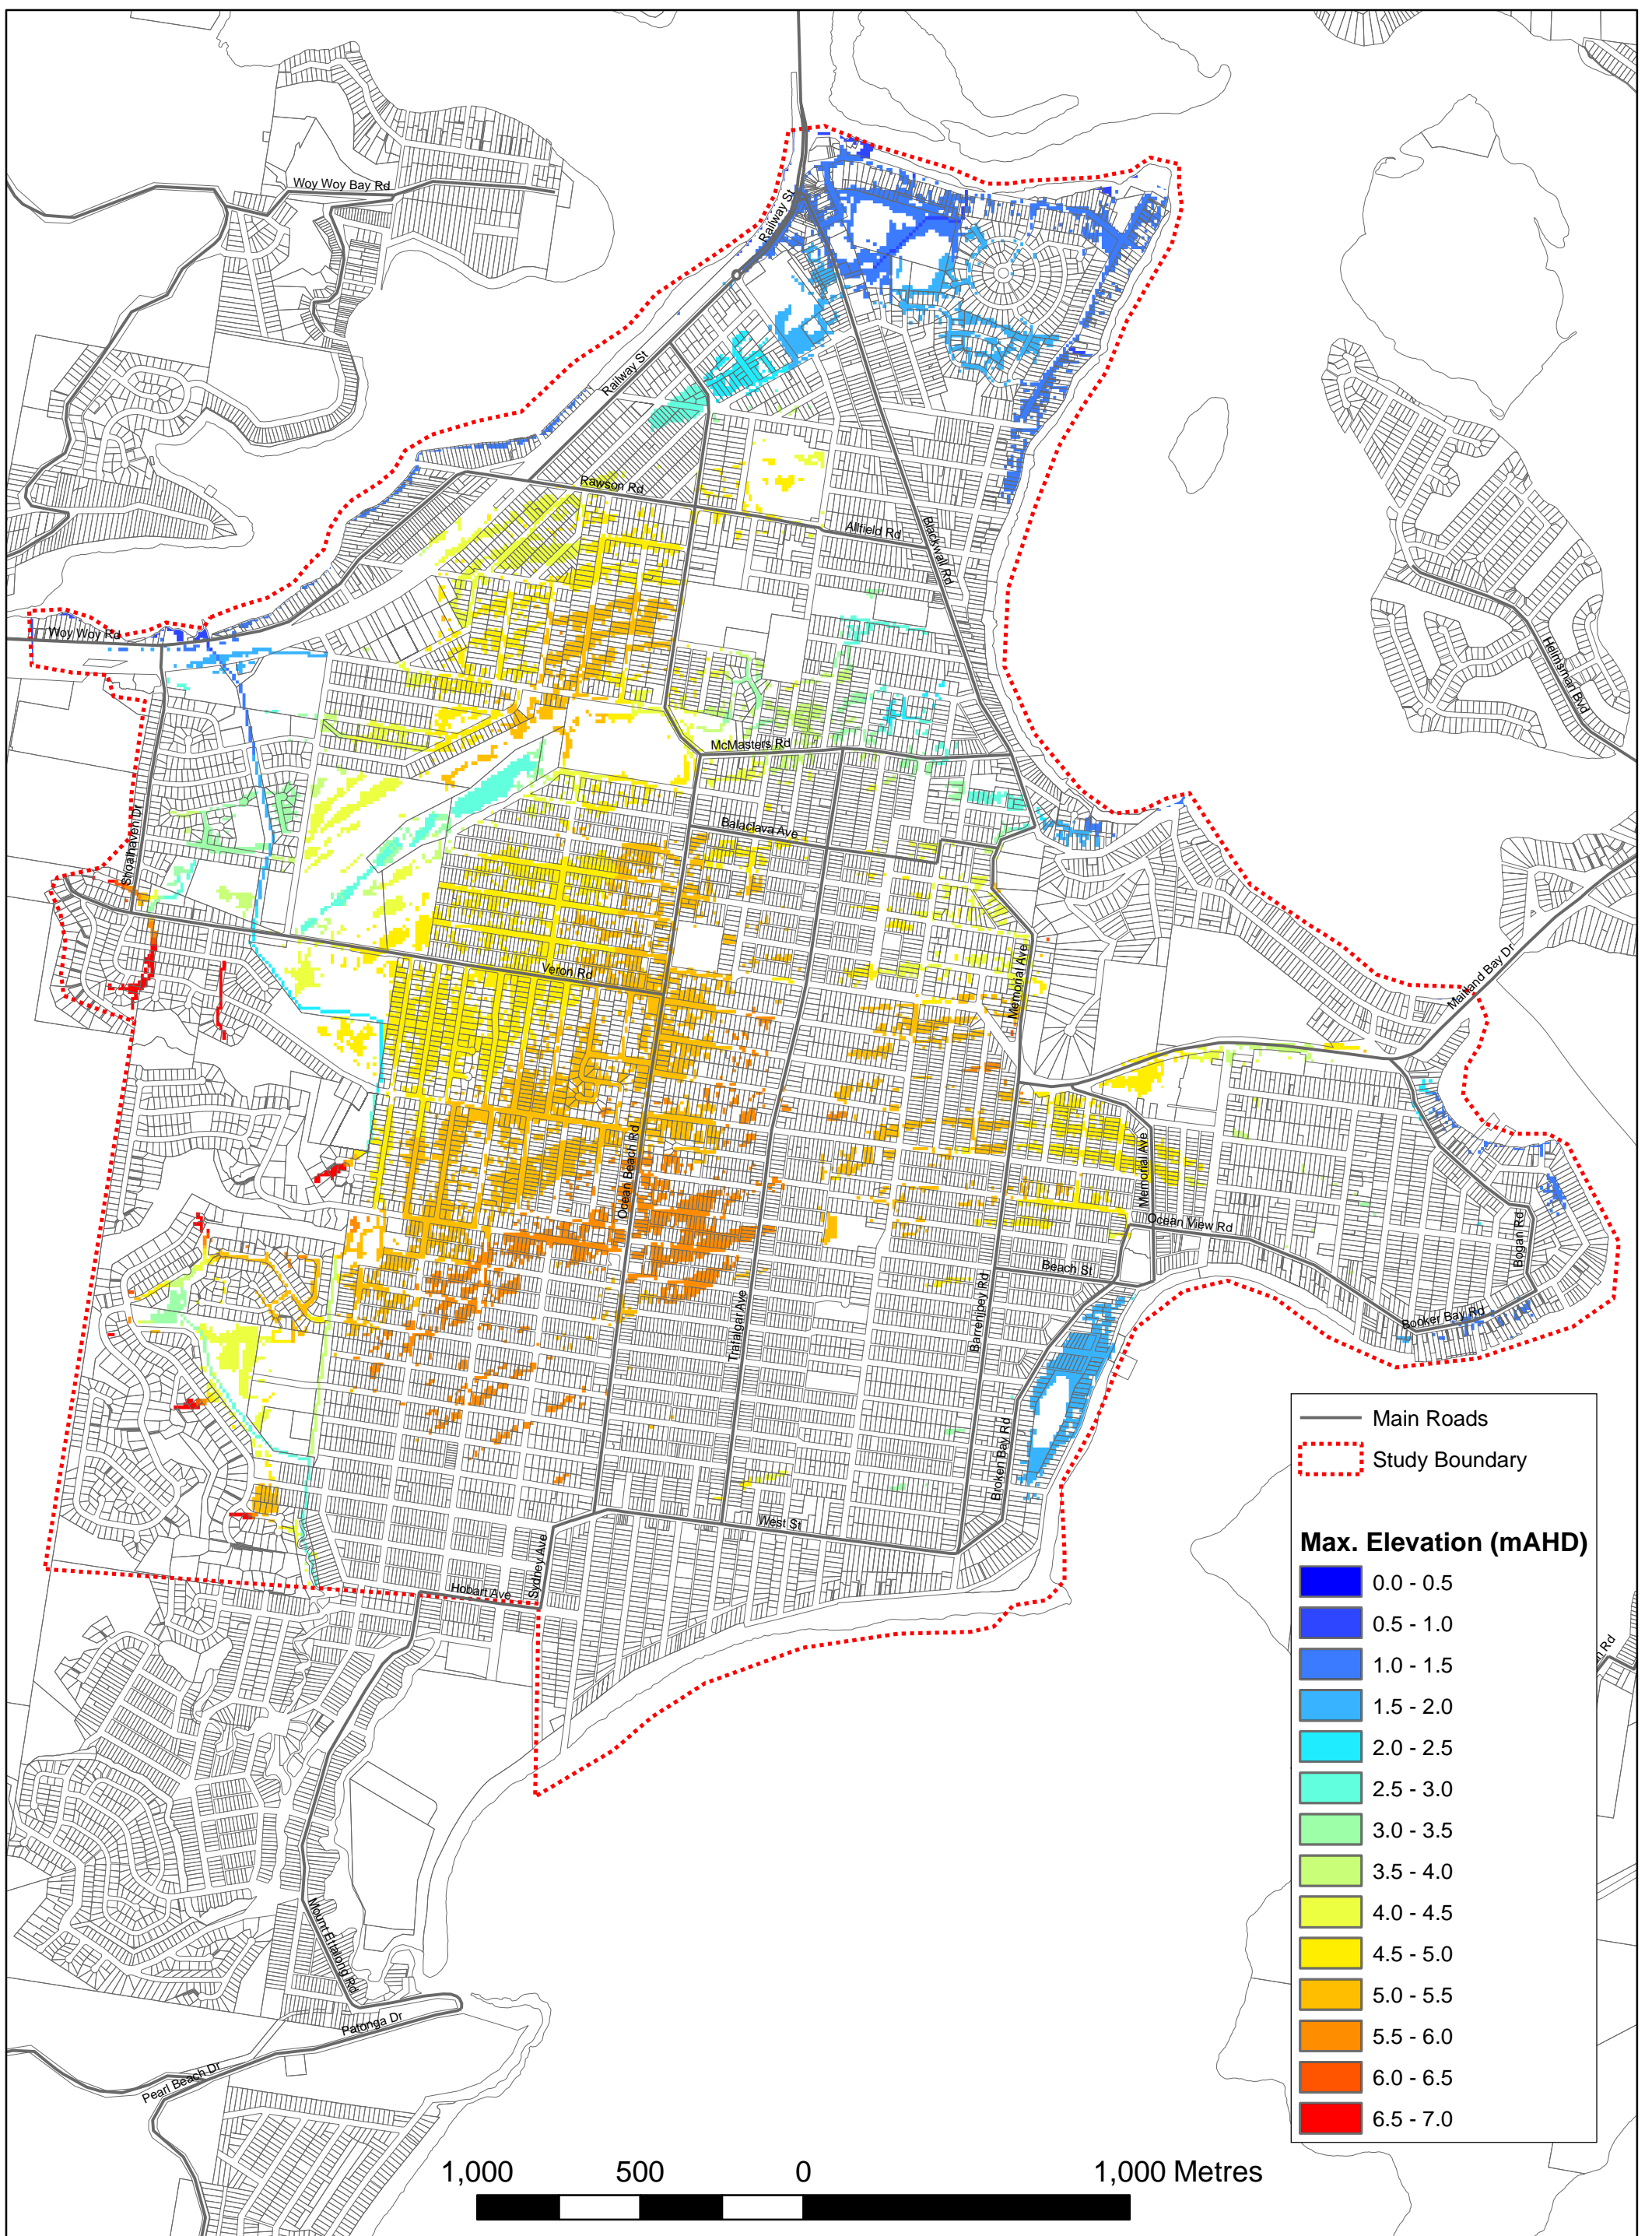 Woy Woy Bay Rd
Railway St
Railway St
Rawson Rd
Allfield Rd
Blackwall Rd
Woy Woy Rd
Helmsman Blvd
McMasters Rd
Shoalhaven Dr
Balaclava Ave
Veron Rd
Memorial Ave
Maitland Bay Dr
Ocean Beach Rd
Memorial Ave
Ocean View Rd
Bogan Rd
Beach St
Trafalgar Ave
Barrenjoey Rd
Booker Bay Rd
Broken Bay Rd
West St
Sydney Ave
Hobart Ave
Mount Ettalong Rd
Patonga Dr
Pearl Beach Dr
Main Roads
Study Boundary
Max. Elevation (mAHD)
0.0 - 0.5
0.5 - 1.0
1.0 - 1.5
1.5 - 2.0
2.0 - 2.5
2.5 - 3.0
3.0 - 3.5
3.5 - 4.0
4.0 - 4.5
4.5 - 5.0
5.0 - 5.5
5.5 - 6.0
6.0 - 6.5
6.5 - 7.0
Rd
1,000 500 0 1,000 Metres